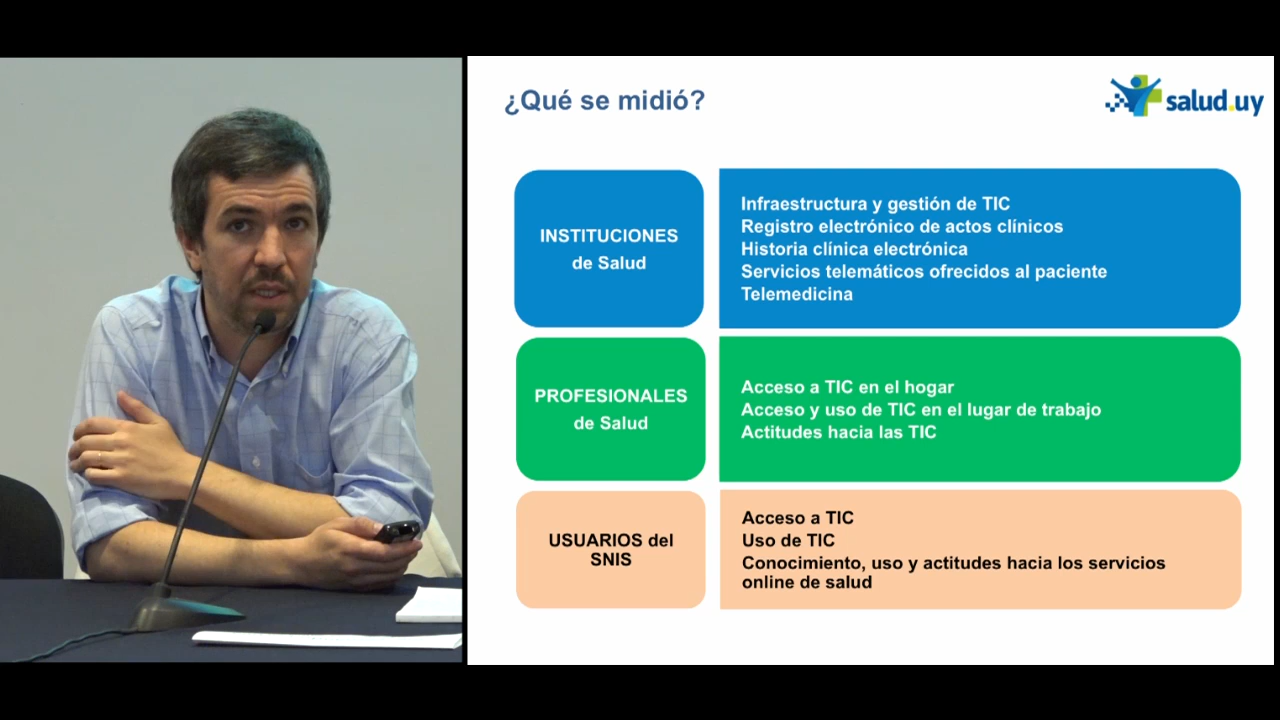 ¿Qué se midió?
salud.uy
INSTITUCIONES
de Salud
Infraestructura y gestión de TIC
Registro electrónico de actos clínicos
Historia clínica electrónica
Servicios telemáticos ofrecidos al paciente
Telemedicina
PROFESIONALES
de Salud
Acceso a TIC en el hogar
Acceso y uso de TIC en el lugar de trabajo
Actitudes hacia las TIC
USUARIOS del
SNIS
Acceso a TIC
Uso de TIC
Conocimiento, uso y actitudes hacia los servicios
online de salud